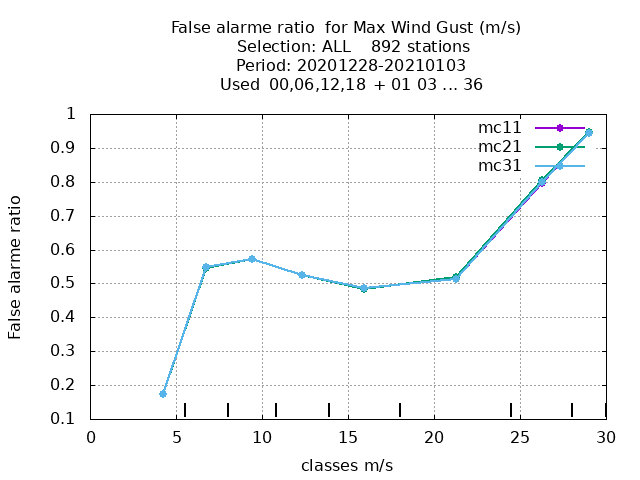 False alarme ratio  for Max Wind Gust (m/s)
Selection: ALL    892 stations
Period: 20201228-20210103
Used  00,06,12,18  + 01 03 ... 36
mc11
mc21
mc31
1
0.9
0.8
0.7
0.6
0.5
0.4
0.3
0.2
0.1
False alarme ratio
0 5 10 15 20 25 30
classes m/s